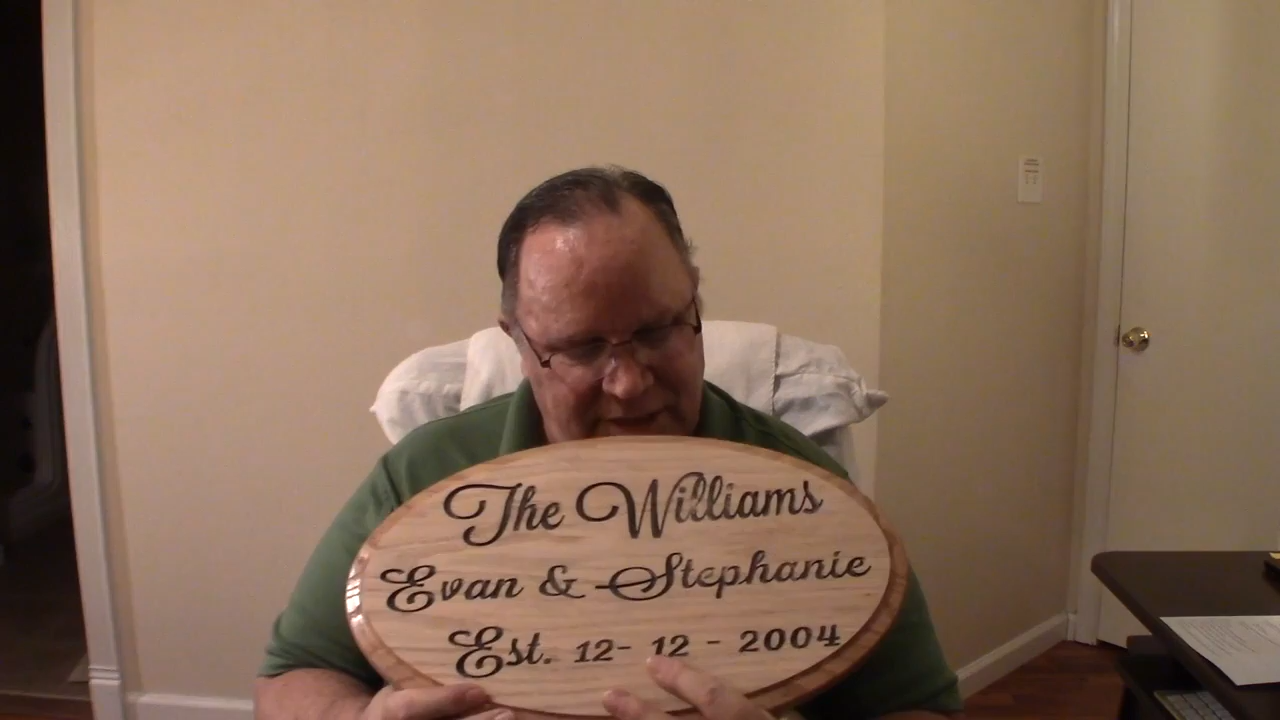 The Williams
Evan & Stephanie
Est. 12- 12 - 2004